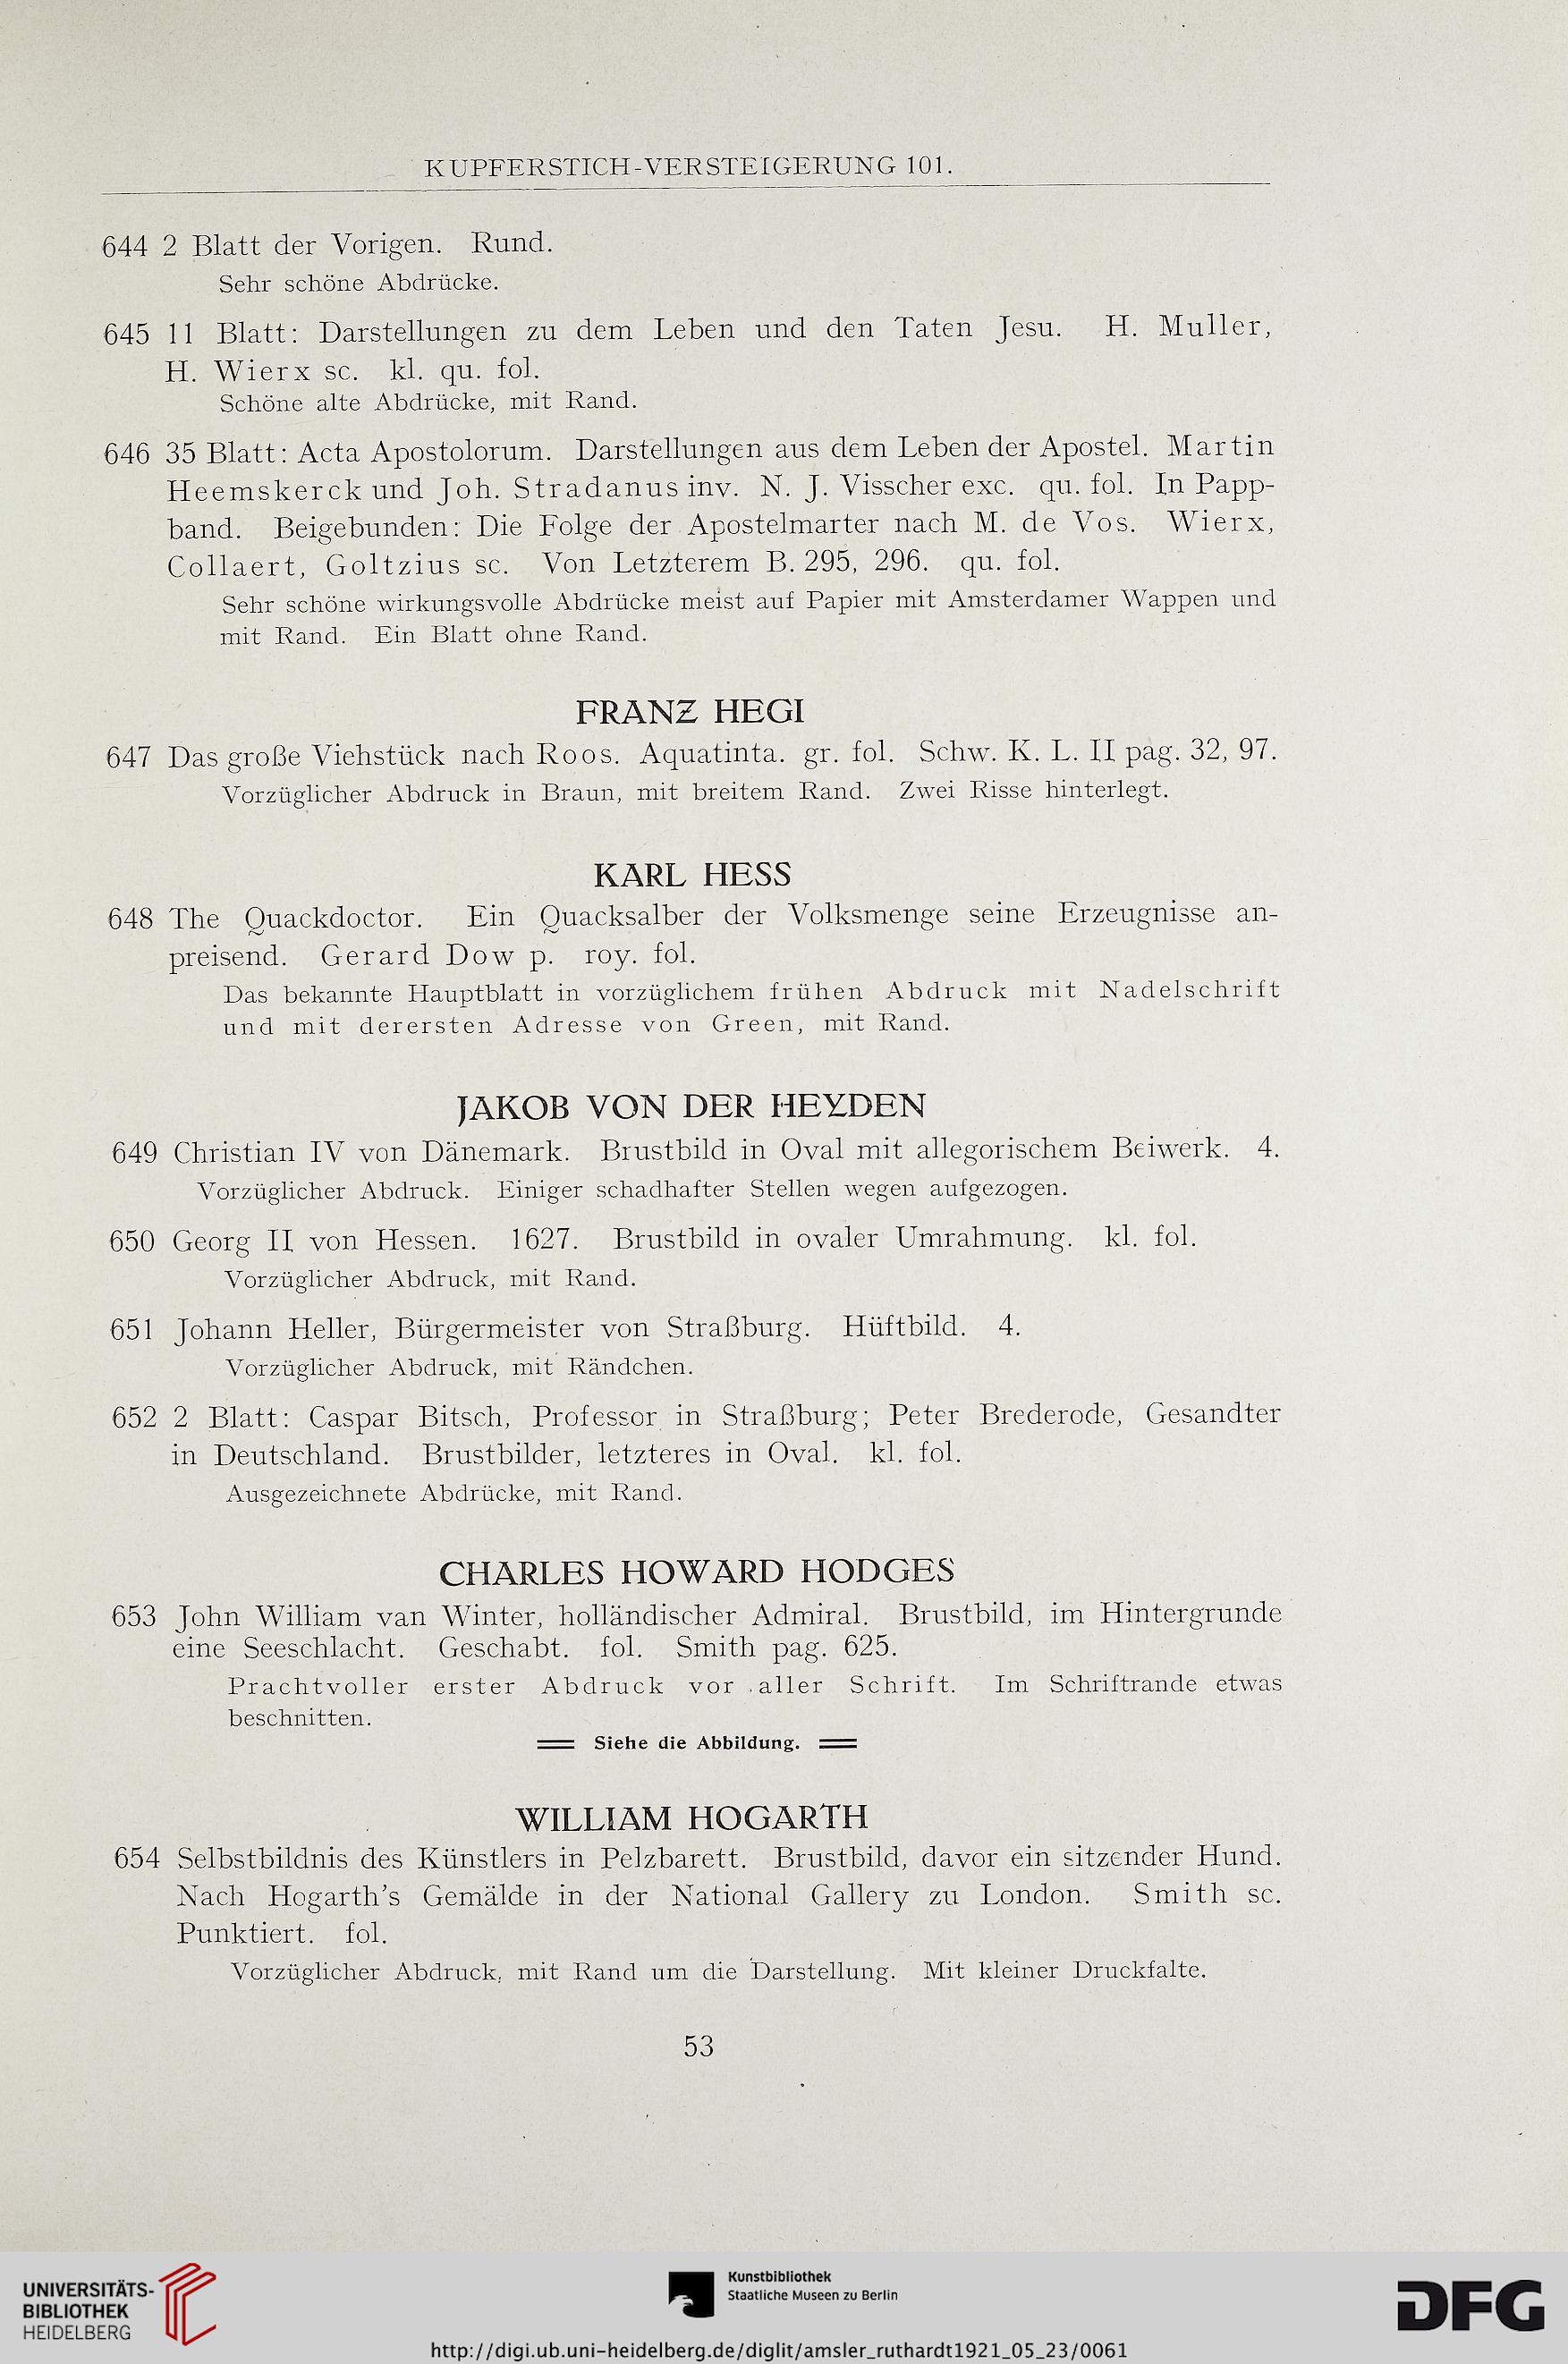 KUPFERSTICH-VERSTEIGERUNG 101.
644 2 Blatt der Vorigen. Rund.
Sehr schöne Abdrücke.
645 11 Blatt: Darstellungen zu dem Leben und den Taten Jesu. H. Muller,
H. Wierx sc. kl. qu. fol.
Schöne alte Abdrücke, mit Rand.
646 35 Blatt: Acta Apostolorum. Darstellungen aus dem Leben der Apostel. Martin
Heemskerck und Joh. Stradanus inv. N. J. Visscher exc. qu. fol. In Papp-
band. Beigebunden: Die Folge der Apostelmarter nach M. de Vos. Wierx,
Collaert, Goltzius sc. Von Letzterem B. 295, 296. qu. fol.
Sehr schöne wirkungsvolle Abdrücke meist auf Papier mit Amsterdamer Wappen und
mit Rand. Ein Blatt ohne Rand.
FRANZ HEGI
647 Das große Viehstück nach Roos. Aquatinta. gr. fol. Schw. K. L. II pag. 32, 97.
Vorzüglicher Abdruck in Braun, mit breitem Rand. Zwei Risse hinterlegt.
KARL HESS
648 The Quackdoctor. Ein Quacksalber der Volksmenge seine Erzeugnisse an-
preisend. Gerard Dow p. roy. fol.
Das bekannte Hauptblatt in vorzüglichem frühen Abdruck mit Nadelschrift
und mit derersten Adresse von Green, mit Rand.
JAKOB VON DER HEYDEN
649 Christian IV von Dänemark. Brustbild in Oval mit allegorischem Beiwerk. 4.
Vorzüglicher Abdruck. Einiger schadhafter Stellen wegen aufgezogen.
650 Georg II von Hessen. 1627. Brustbild in ovaler Umrahmung. kl. fol.
Vorzüglicher Abdruck, mit Rand.
651 Johann Heller, Bürgermeister von Straßburg. Hüftbild. 4.
Vorzüglicher Abdruck, mit Rändchen.
652 2 Blatt: Caspar Bitsch, Professor in Straßburg; Peter Brederode, Gesandter
in Deutschland. Brustbilder, letzteres in Oval. kl. fol.
Ausgezeichnete Abdrücke, mit Rand.
CHARLES HOWARD HODGES
653 John William van Winter, holländischer Admiral. Brustbild, im Hintergrunde
eine Seeschlacht. Geschabt. fol. Smith pag. 625.
Prachtvoller erster Abdruck vor aller Schrift. Im Schriftrande etwas
beschnitten.
Siehe die Abbildung.
WILLIAM HOGARTH
654 Selbstbildnis des Künstlers in Pelzbarett. Brustbild, davor ein sitzender Hund.
Nach Hogarth's Gemälde in der National Gallery zu London. Smith sc.
Punktiert. fol.
Vorzüglicher Abdruck, mit Rand um die Darstellung. Mit kleiner Druckfalte.
53
UNIVERSITÄTS-
BIBLIOTHEK
HEIDELBERG
Kunstbibliothek
Staatliche Museen zu Berlin
DFG
http://digi.ub.uni-heidelberg.de/diglit/amsler_ruthardt1921_05_23/0061